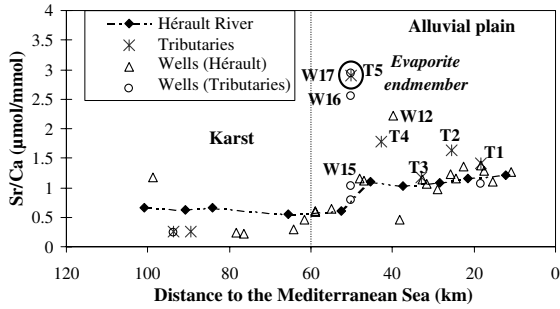 4
3.5
3
2.5
2
1.5
1
0.5
0
Sr/Ca (µmol/mmol)
Hérault River
Tributaries
Wells (Hérault)
Wells (Tributaries)
Alluvial plain
W17 T5
Evaporite
endmember
W16
W12
Karst
T4
T2
T1
T3
W15
120 100 80 60 40 20 0
Distance to the Mediterranean Sea (km)